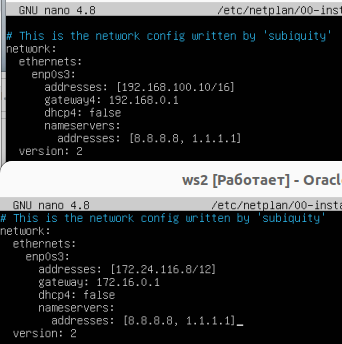 GNU nano 4.8 /etc/netplan/00-inst
# This is the network config written by 'subiquity'
network:
  ethernets:
    enp0s3:
      addresses: [192.168.100.10/16]
      gateway4: 192.168.0.1
      dhcp4: false
      nameservers:
        [8.8.8.8, 1.1.1.1]
  version: 2
ws2 [Работает] - Oracl
GNU nano 4.8 /etc/netplan/00-insta
# This is the network config written by 'subiquity'
network:
  ethernets:
    enp0s3:
      addresses: [172.24.116.8/12]
      gateway: 172.16.0.1
      dhcp4: false
      nameservers:
        addresses: [8.8.8.8, 1.1.1.1]_
  version: 2